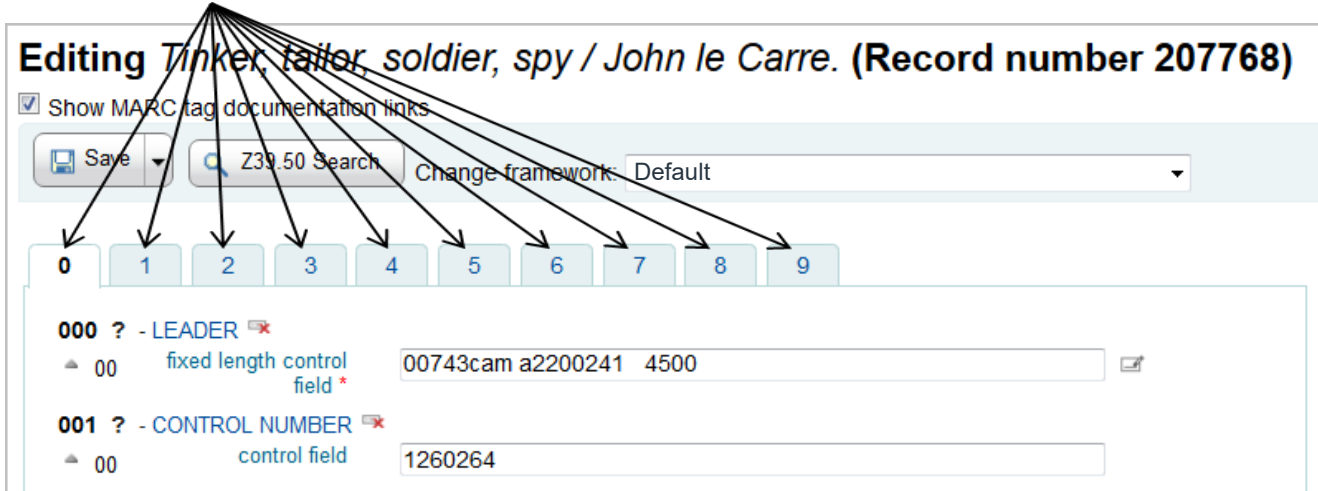 Editing Tinker, tailor, soldier, spy / John le Carre. (Record number 207768)
Show MARC tag documentation links
Save Z39.50 Search Change framework: Default
0 1 2 3 4 5 6 7 8 9
000 ? - LEADER
00 fixed length control field * 00743cam a2200241   4500
001 ? - CONTROL NUMBER
00 control field 1260264